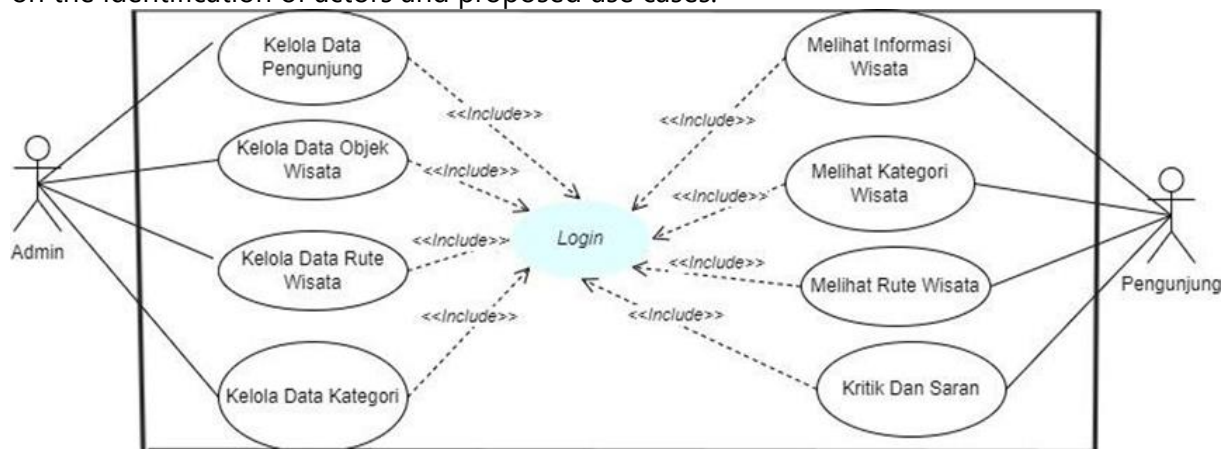 on the identification of actors and proposed use cases.
Kelola Data
Pengunjung
<<Include>>
Kelola Data Objek
Wisata
<<Include>>
Kelola Data Rute
Wisata
<<Include>>
Kelola Data Kategori
<<Include>>
Admin
Login
Melihat Informasi
Wisata
<<Include>>
Melihat Kategori
Wisata
<<Include>>
Melihat Rute Wisata
<<Include>>
Kritik Dan Saran
<<Include>>
Pengunjung